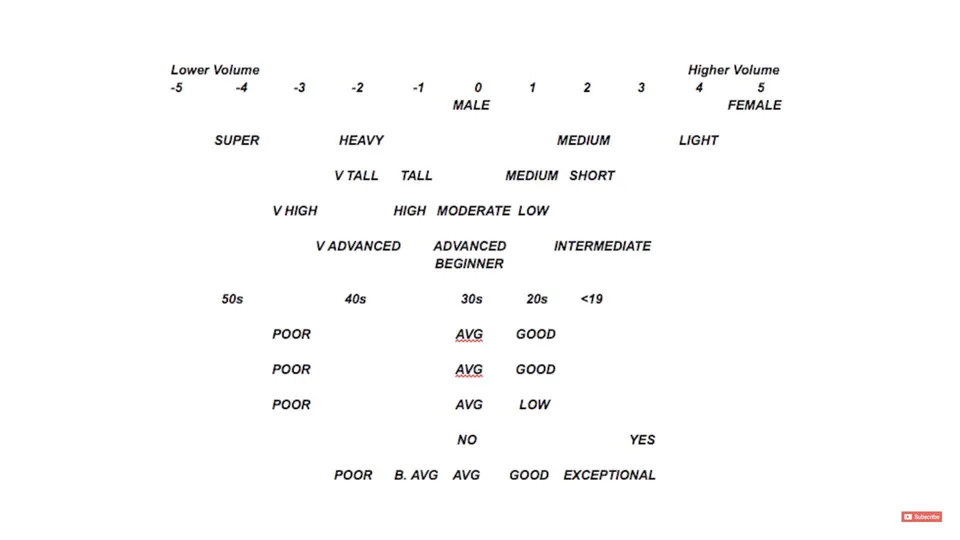 Lower Volume Higher Volume
-5 -4 -3 -2 -1 0 1 2 3 4 5
MALE FEMALE
SUPER HEAVY MEDIUM LIGHT
V TALL TALL MEDIUM SHORT
V HIGH HIGH MODERATE LOW
V ADVANCED ADVANCED INTERMEDIATE
BEGINNER
50s 40s 30s 20s <19
POOR AVG GOOD
POOR AVG GOOD
POOR AVG LOW
NO YES
POOR B. AVG AVG GOOD EXCEPTIONAL
Subscribe